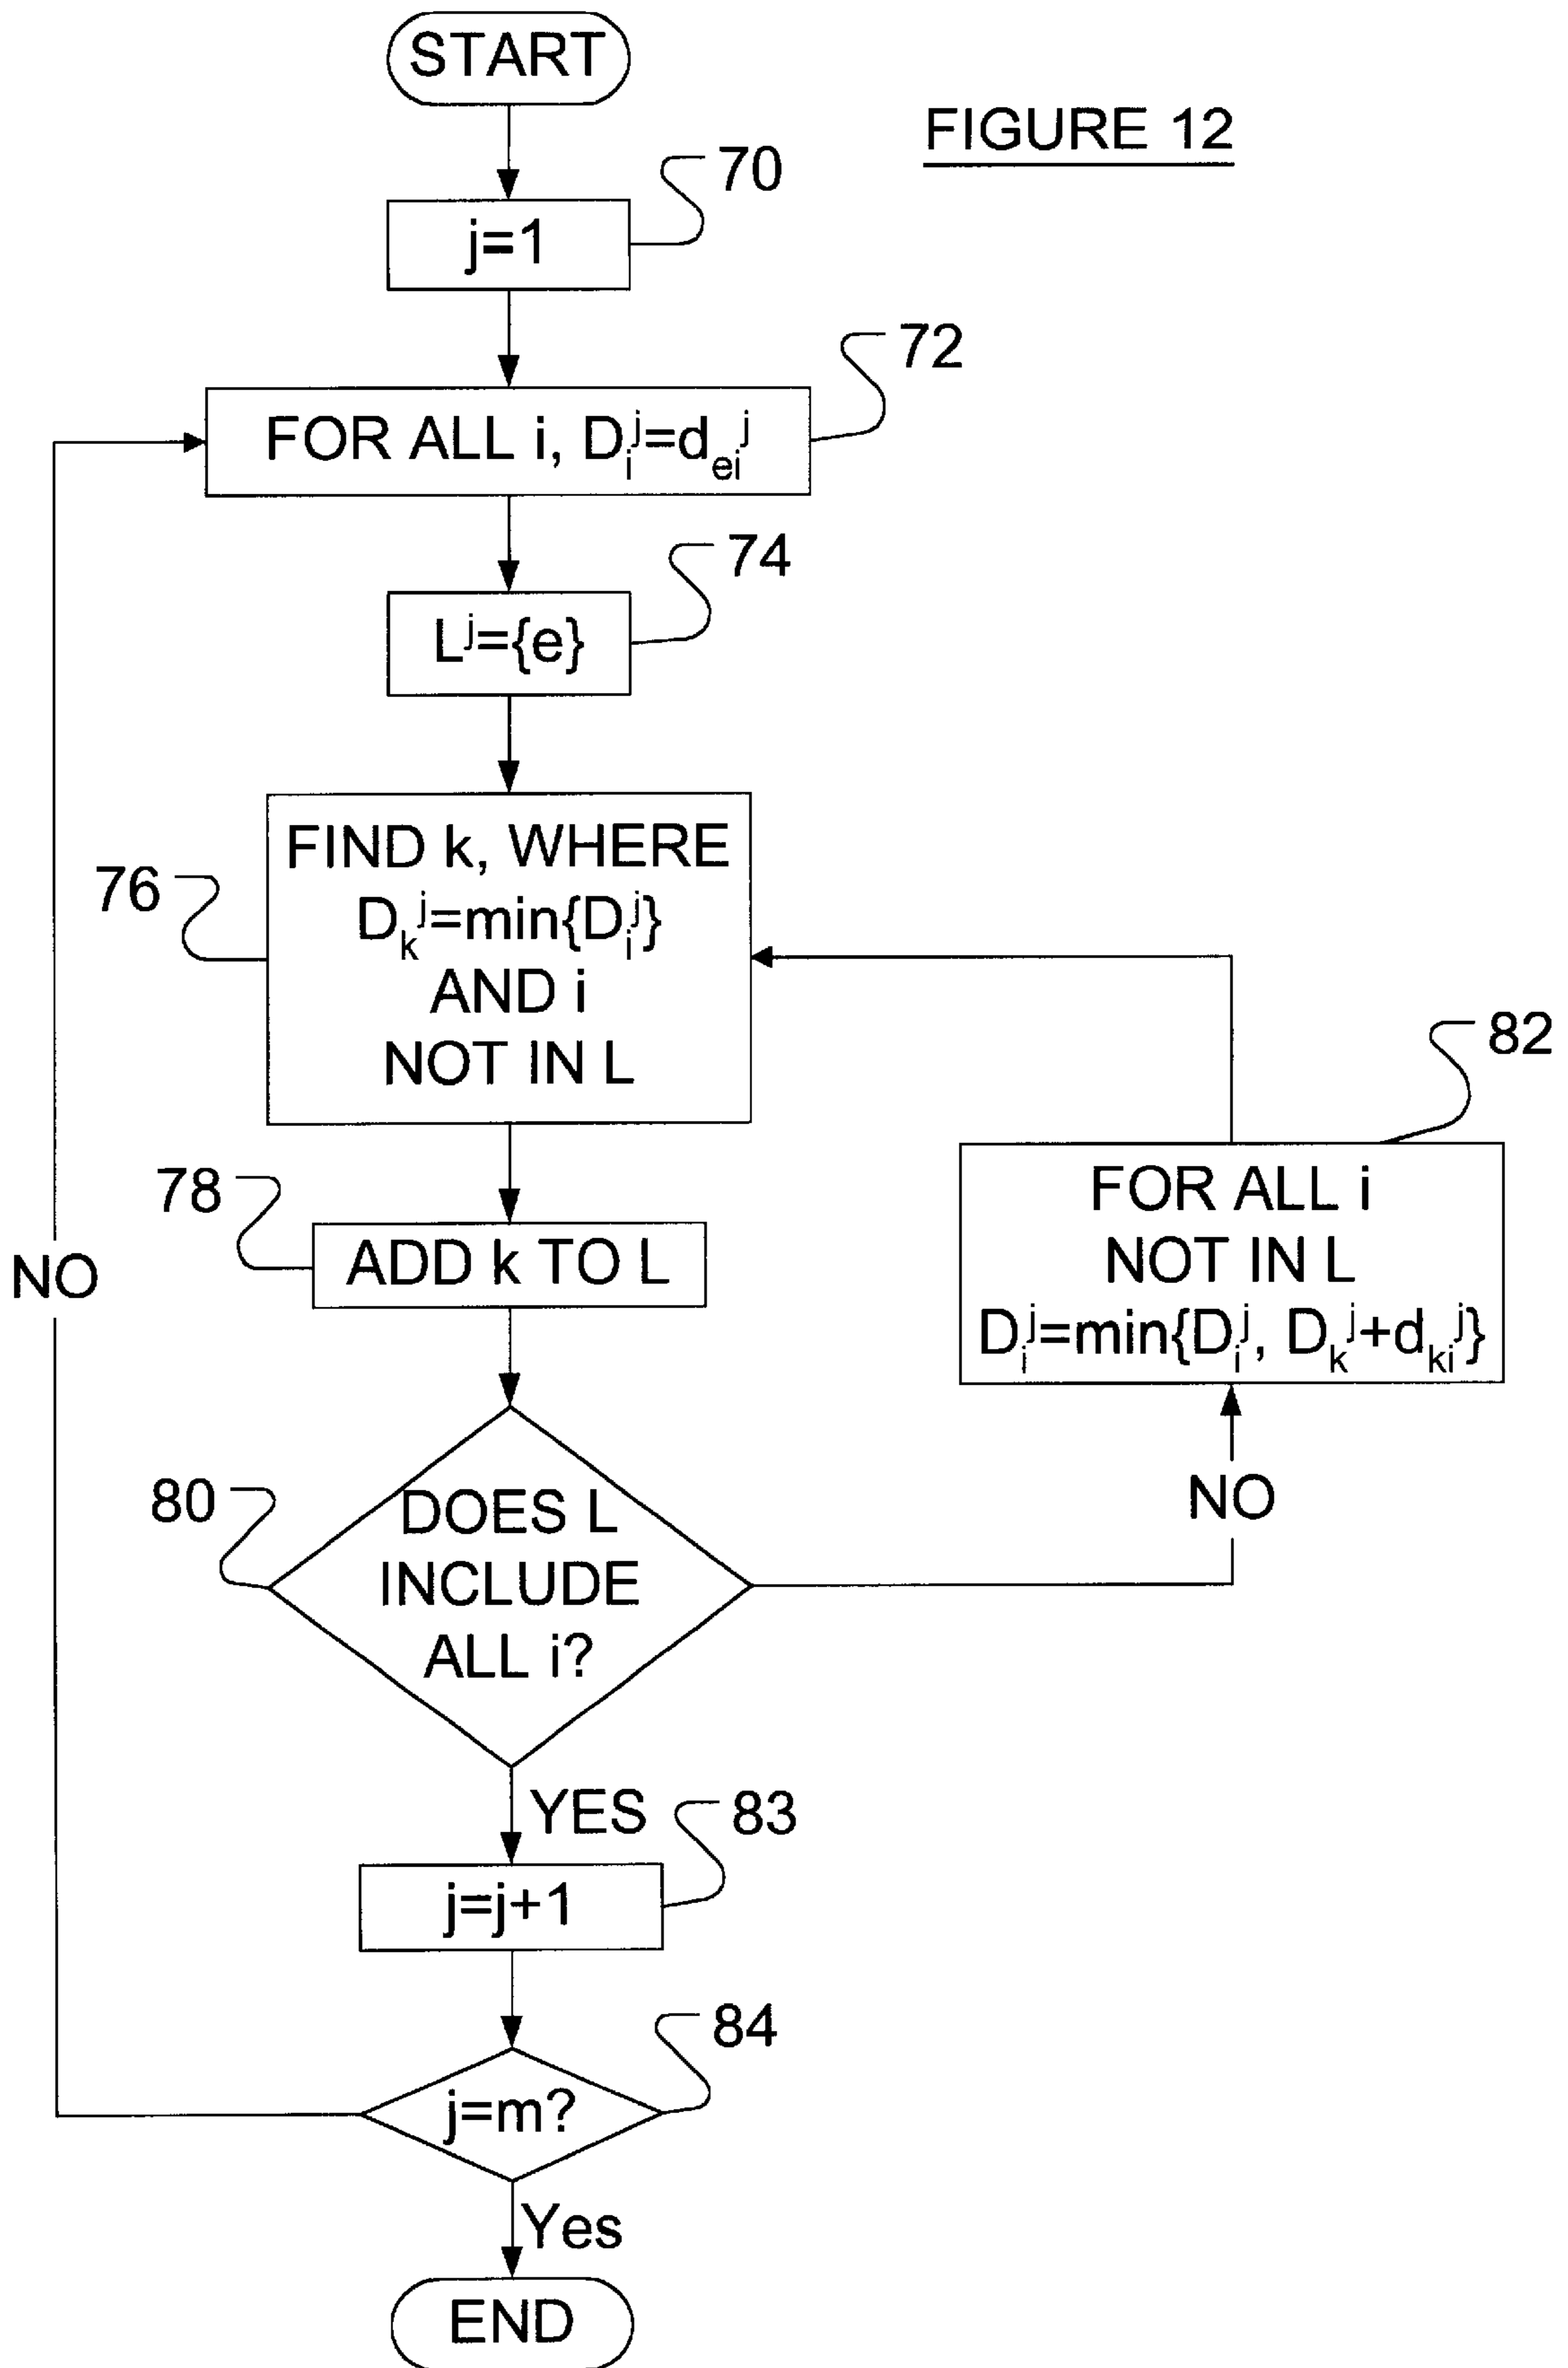 START
FIGURE 12
70
j=1
72
FOR ALL i, D_i^j=d_ei^j
74
L^j={e}
76
FIND k, WHERE
D_k^j=min{D_i^j}
AND i
NOT IN L
82
FOR ALL i
NOT IN L
D_i^j=min{D_i^j, D_k^j+d_ki^j}
78
ADD k TO L
NO
80
DOES L
INCLUDE
ALL i?
NO
YES
83
j=j+1
84
j=m?
Yes
END